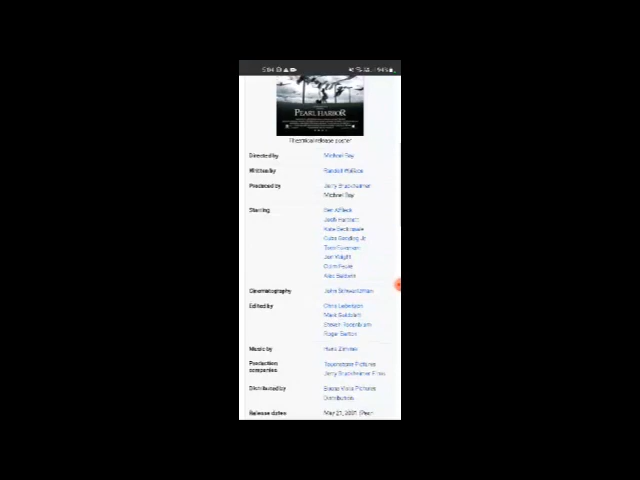 PEARL HARBOR
Theatrical release poster
Directed by Michael Bay
Written by Randall Wallace
Produced by Jerry Bruckheimer
Michael Bay
Starring Ben Affleck
Josh Hartnett
Kate Beckinsale
Cuba Gooding Jr.
Tom Sizemore
Jon Voight
Colm Feore
Alec Baldwin
Cinematography John Schwartzman
Edited by Chris Lebenzon
Mark Goldblatt
Steven Rosenblum
Roger Barton
Music by Hans Zimmer
Production
companies
Touchstone Pictures
Jerry Bruckheimer Films
Distributed by Buena Vista Pictures
Distribution
Release dates May 21, 2001 (Pearl